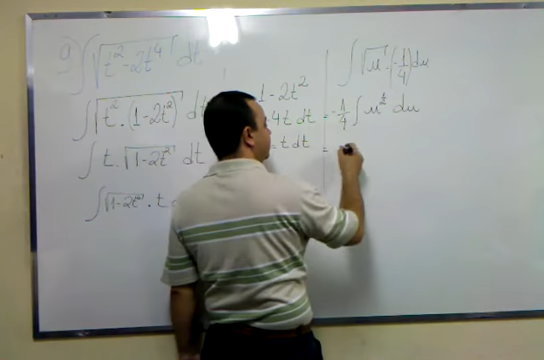 9) ∫√(t² - 2t⁴) dt
∫√(t² · (1-2t²)) dt
∫ t · √(1-2t²) dt
∫√(1-2t²) · t
1 - 2t²
4t dt
= t dt
∫ √u · (-1/4) du
= -1/4 ∫ u^(1/2) du
=